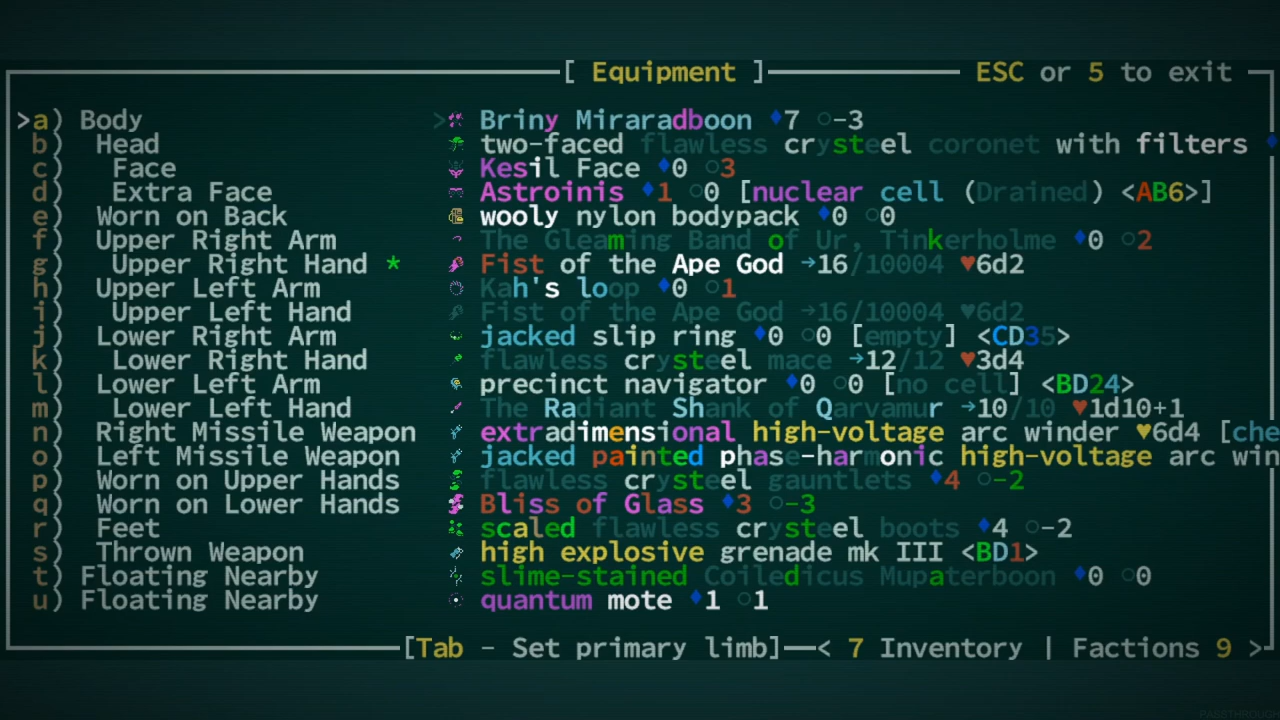 [ Equipment ] ESC or 5 to exit
>a) Body > Briny Miraradboon ♦7 ○-3
b) Head two-faced flawless crysteel coronet with filters ♦
c) Face Kesil Face ♦0 ○3
d) Extra Face Astroinis ♦1 ○0 [nuclear cell (Drained) <AB6>]
e) Worn on Back wooly nylon bodypack ♦0 ○0
f) Upper Right Arm The Gleaming Band of Ur, Tinkerholme ♦0 ○2
g) Upper Right Hand * Fist of the Ape God →16/10004 ♥6d2
h) Upper Left Arm Kah's loop ♦0 ○1
i) Upper Left Hand Fist of the Ape God →16/10004 ♥6d2
j) Lower Right Arm jacked slip ring ♦0 ○0 [empty] <CD35>
k) Lower Right Hand flawless crysteel mace →12/12 ♥3d4
l) Lower Left Arm precinct navigator ♦0 ○0 [no cell] <BD24>
m) Lower Left Hand The Radiant Shank of Qarvamur →10/10 ♥1d10+1
n) Right Missile Weapon extradimensional high-voltage arc winder ♥6d4 [che
o) Left Missile Weapon jacked painted phase-harmonic high-voltage arc win
p) Worn on Upper Hands flawless crysteel gauntlets ♦4 ○-2
q) Worn on Lower Hands Bliss of Glass ♦3 ○-3
r) Feet scaled flawless crysteel boots ♦4 ○-2
s) Thrown Weapon high explosive grenade mk III <BD1>
t) Floating Nearby slime-stained Coiledicus Mupaterboon ♦0 ○0
u) Floating Nearby quantum mote ♦1 ○1
[Tab - Set primary limb] < 7 Inventory | Factions 9 >